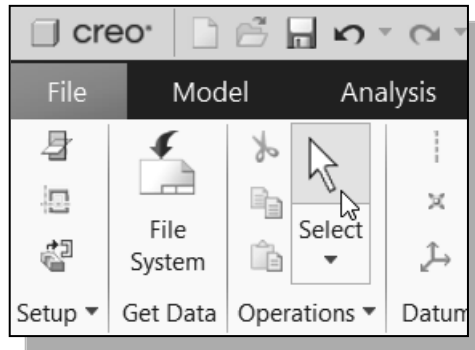 creo
File Model Analysis
File
System
Select
Setup Get Data Operations Datum